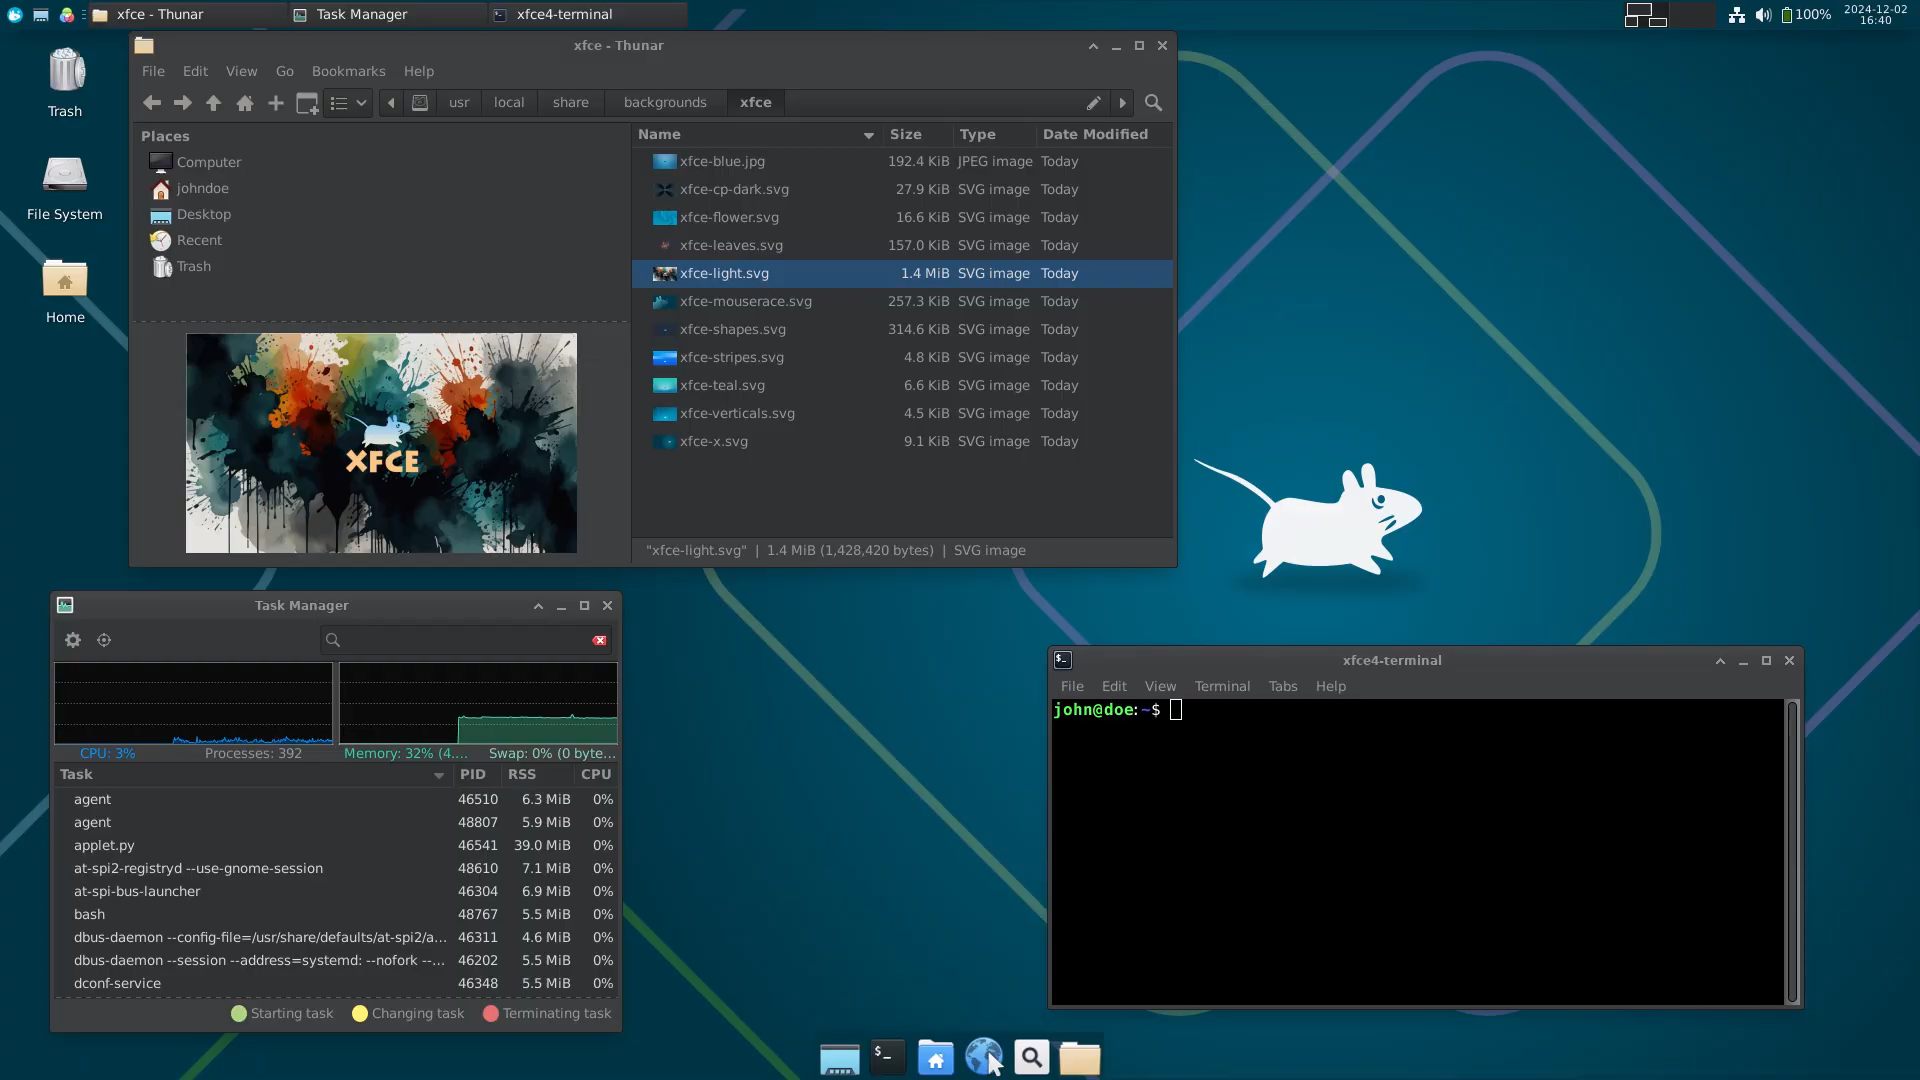 xfce - Thunar
Task Manager
xfce4-terminal
100%
2024-12-02
16:40
Trash
File System
Home
xfce - Thunar
File Edit View Go Bookmarks Help
usr local share backgrounds xfce
Places
Computer
johndoe
Desktop
Recent
Trash
XFCE
Name Size Type Date Modified
xfce-blue.jpg 192.4 KiB JPEG image Today
xfce-cp-dark.svg 27.9 KiB SVG image Today
xfce-flower.svg 16.6 KiB SVG image Today
xfce-leaves.svg 157.0 KiB SVG image Today
xfce-light.svg 1.4 MiB SVG image Today
xfce-mouserace.svg 257.3 KiB SVG image Today
xfce-shapes.svg 314.6 KiB SVG image Today
xfce-stripes.svg 4.8 KiB SVG image Today
xfce-teal.svg 6.6 KiB SVG image Today
xfce-verticals.svg 4.5 KiB SVG image Today
xfce-x.svg 9.1 KiB SVG image Today
"xfce-light.svg" | 1.4 MiB (1,428,420 bytes) | SVG image
Task Manager
CPU: 3% Processes: 392 Memory: 32% (4.... Swap: 0% (0 byte...
Task PID RSS CPU
agent 46510 6.3 MiB 0%
agent 48807 5.9 MiB 0%
applet.py 46541 39.0 MiB 0%
at-spi2-registryd --use-gnome-session 48610 7.1 MiB 0%
at-spi-bus-launcher 46304 6.9 MiB 0%
bash 48767 5.5 MiB 0%
dbus-daemon --config-file=/usr/share/defaults/at-spi2/a... 46311 4.6 MiB 0%
dbus-daemon --session --address=systemd: --nofork --... 46202 5.5 MiB 0%
dconf-service 46348 5.5 MiB 0%
Starting task Changing task Terminating task
xfce4-terminal
File Edit View Terminal Tabs Help
john@doe:~$
$_